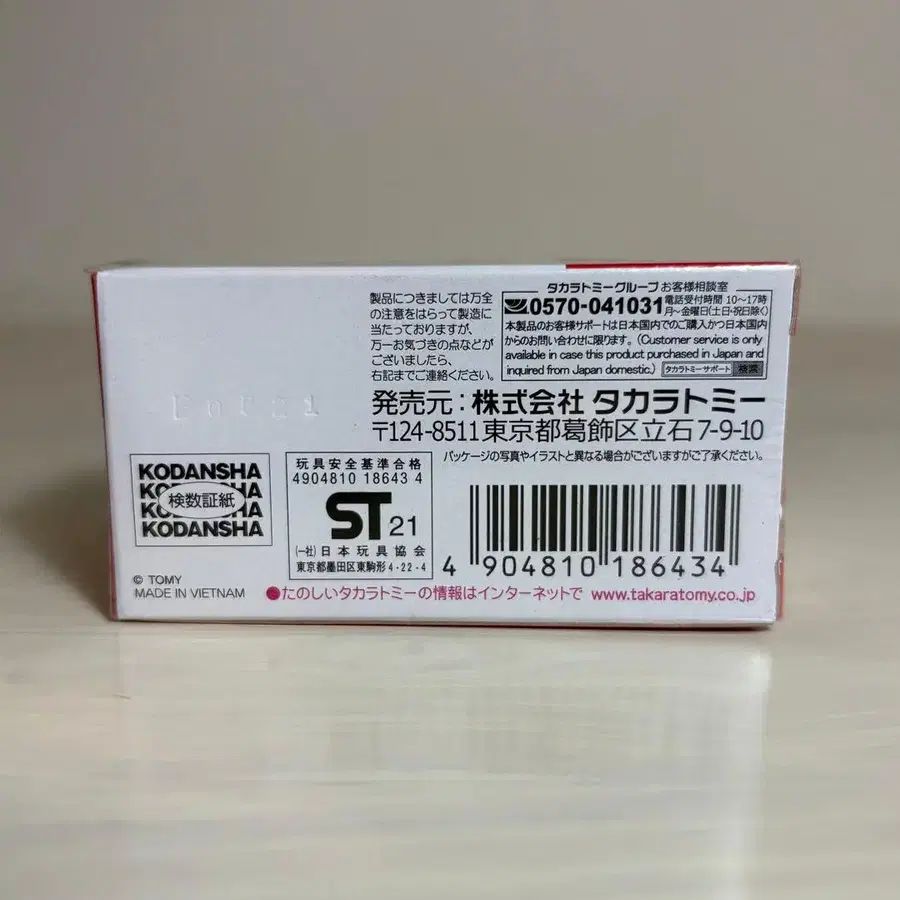 製品につきましては万全
の注意をはらって製造に
当たっておりますが、
万一お気づきの点などが
ございましたら、
右記までご連絡ください。
タカラトミーグループ お客様相談室
0570-041031 電話受付時間 10〜17時
月〜金曜日(土日・祝日除く)
本製品のお客様サポートは日本国内でのご購入かつ日本国内
からのお問い合わせに限ります。(Customer service is only
available in case this product purchased in Japan and
inquired from Japan domestic.) タカラトミーサポート 検索
発売元:株式会社 タカラトミー
〒124-8511東京都葛飾区立石7-9-10
パッケージの写真やイラストと異なる場合がございますがご了承ください。
KODANSHA
検数証紙
KODANSHA
玩具安全基準合格
4904810 18643 4
ST 21
(一社)日本玩具協会
東京都墨田区東駒形4-22-4
4 904810 186434
© TOMY
MADE IN VIETNAM
●たのしいタカラトミーの情報はインターネットで www.takaratomy.co.jp